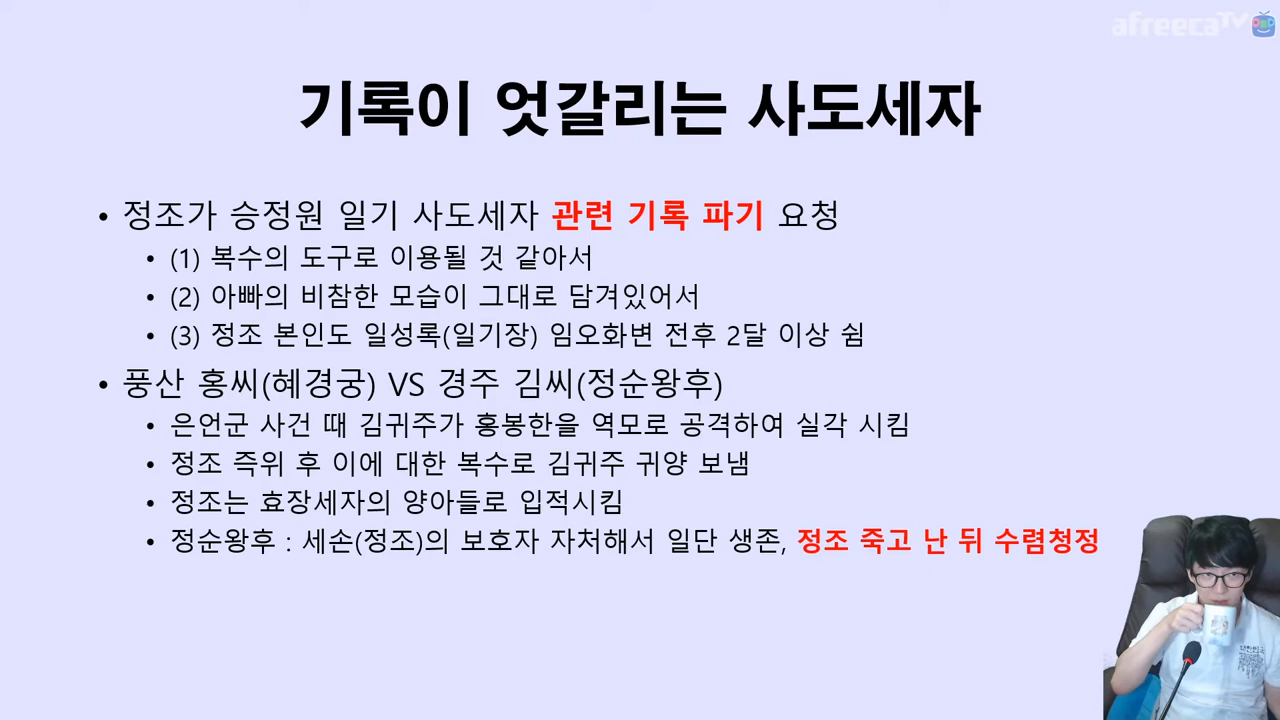 afreecaTV
기록이 엇갈리는 사도세자
• 정조가 승정원 일기 사도세자 관련 기록 파기 요청
• (1) 복수의 도구로 이용될 것 같아서
• (2) 아빠의 비참한 모습이 그대로 담겨있어서
• (3) 정조 본인도 일성록(일기장) 임오화변 전후 2달 이상 쉼
• 풍산 홍씨(혜경궁) VS 경주 김씨(정순왕후)
• 은언군 사건 때 김귀주가 홍봉한을 역모로 공격하여 실각 시킴
• 정조 즉위 후 이에 대한 복수로 김귀주 귀양 보냄
• 정조는 효장세자의 양아들로 입적시킴
• 정순왕후 : 세손(정조)의 보호자 자처해서 일단 생존, 정조 죽고 난 뒤 수렴청정